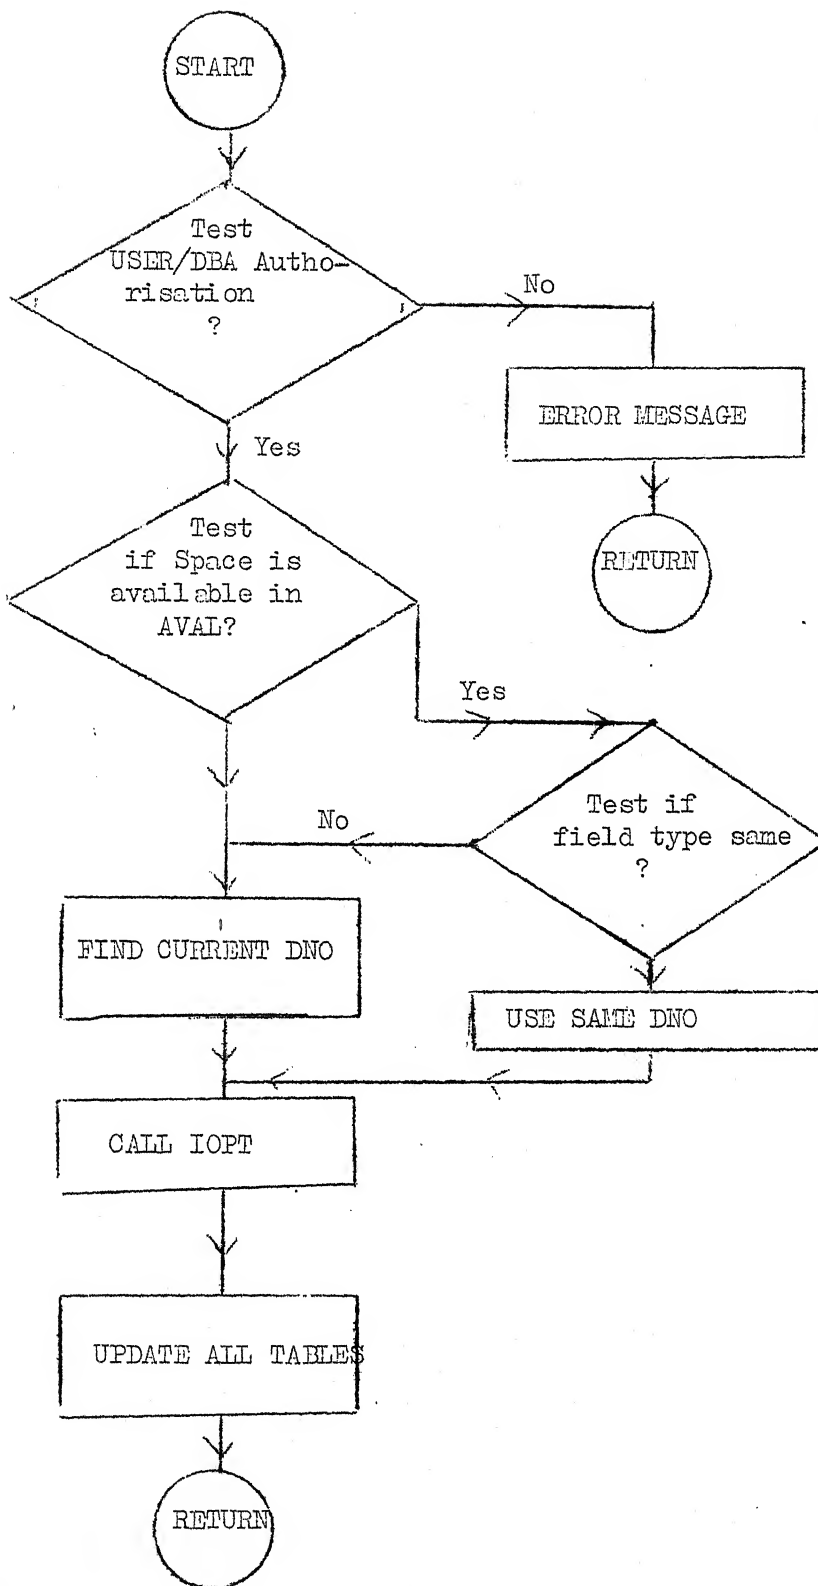 START
Test
USER/DBA Autho-
risation
?
No
ERROR MESSAGE
RETURN
Yes
Test
if Space is
available in
AVAL?
Yes
Test if
field type same
?
No
FIND CURRENT DNO
USE SAME DNO
CALL IOPT
UPDATE ALL TABLES
RETURN